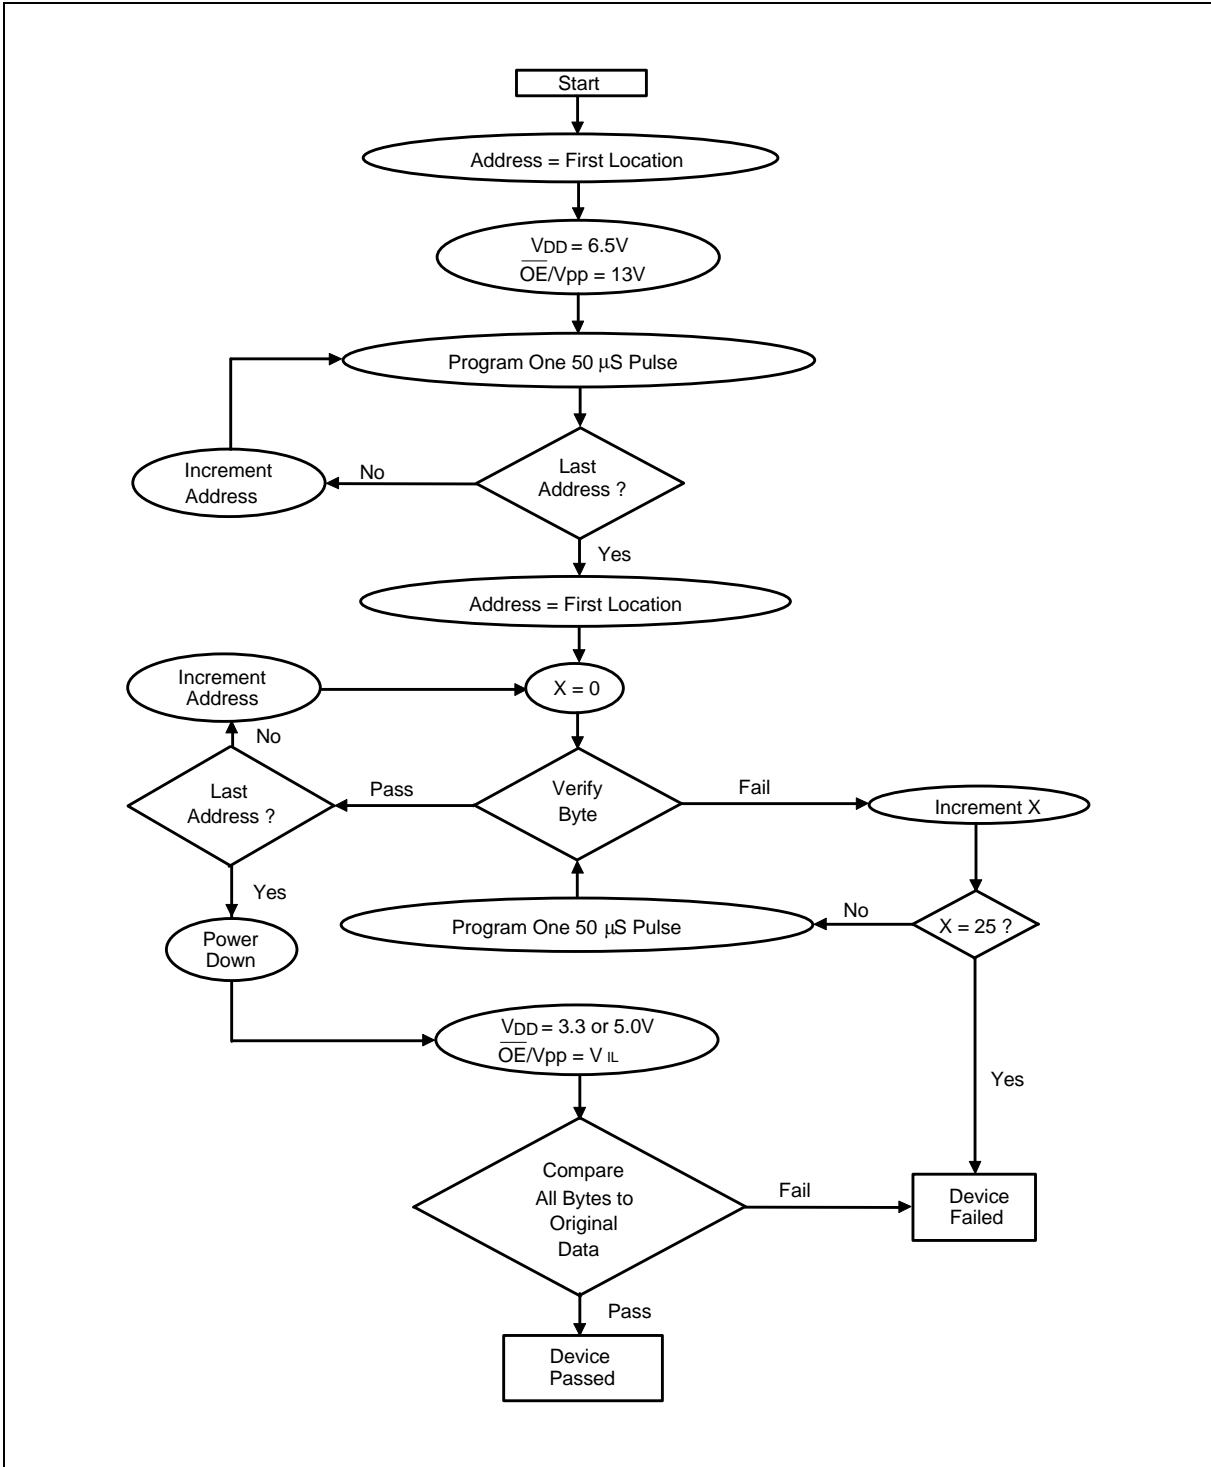 Start
Address = First Location
VDD = 6.5V
OE/Vpp = 13V
Program One 50 μS Pulse
Increment
Address
No
Last
Address ?
Yes
Address = First Location
Increment
Address
X = 0
No
Last
Address ?
Pass
Verify
Byte
Fail
Increment X
Yes
Program One 50 μS Pulse
No
X = 25 ?
Power
Down
VDD = 3.3 or 5.0V
OE/Vpp = V IL
Yes
Compare
All Bytes to
Original
Data
Fail
Device
Failed
Pass
Device
Passed